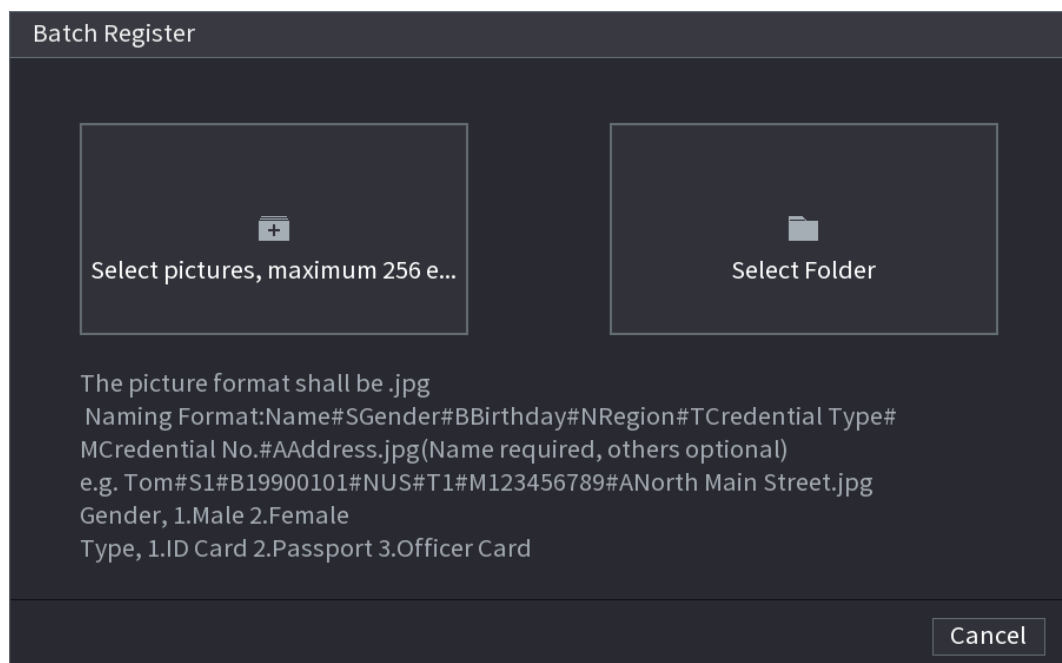 Batch Register
Select pictures, maximum 256 e...
Select Folder
The picture format shall be .jpg
Naming Format:Name#SGender#BBirthday#NRegion#TCredential Type#
MCredential No.#AAddress.jpg(Name required, others optional)
e.g. Tom#S1#B19900101#NUS#T1#M123456789#ANorth Main Street.jpg
Gender, 1.Male 2.Female
Type, 1.ID Card 2.Passport 3.Officer Card
Cancel